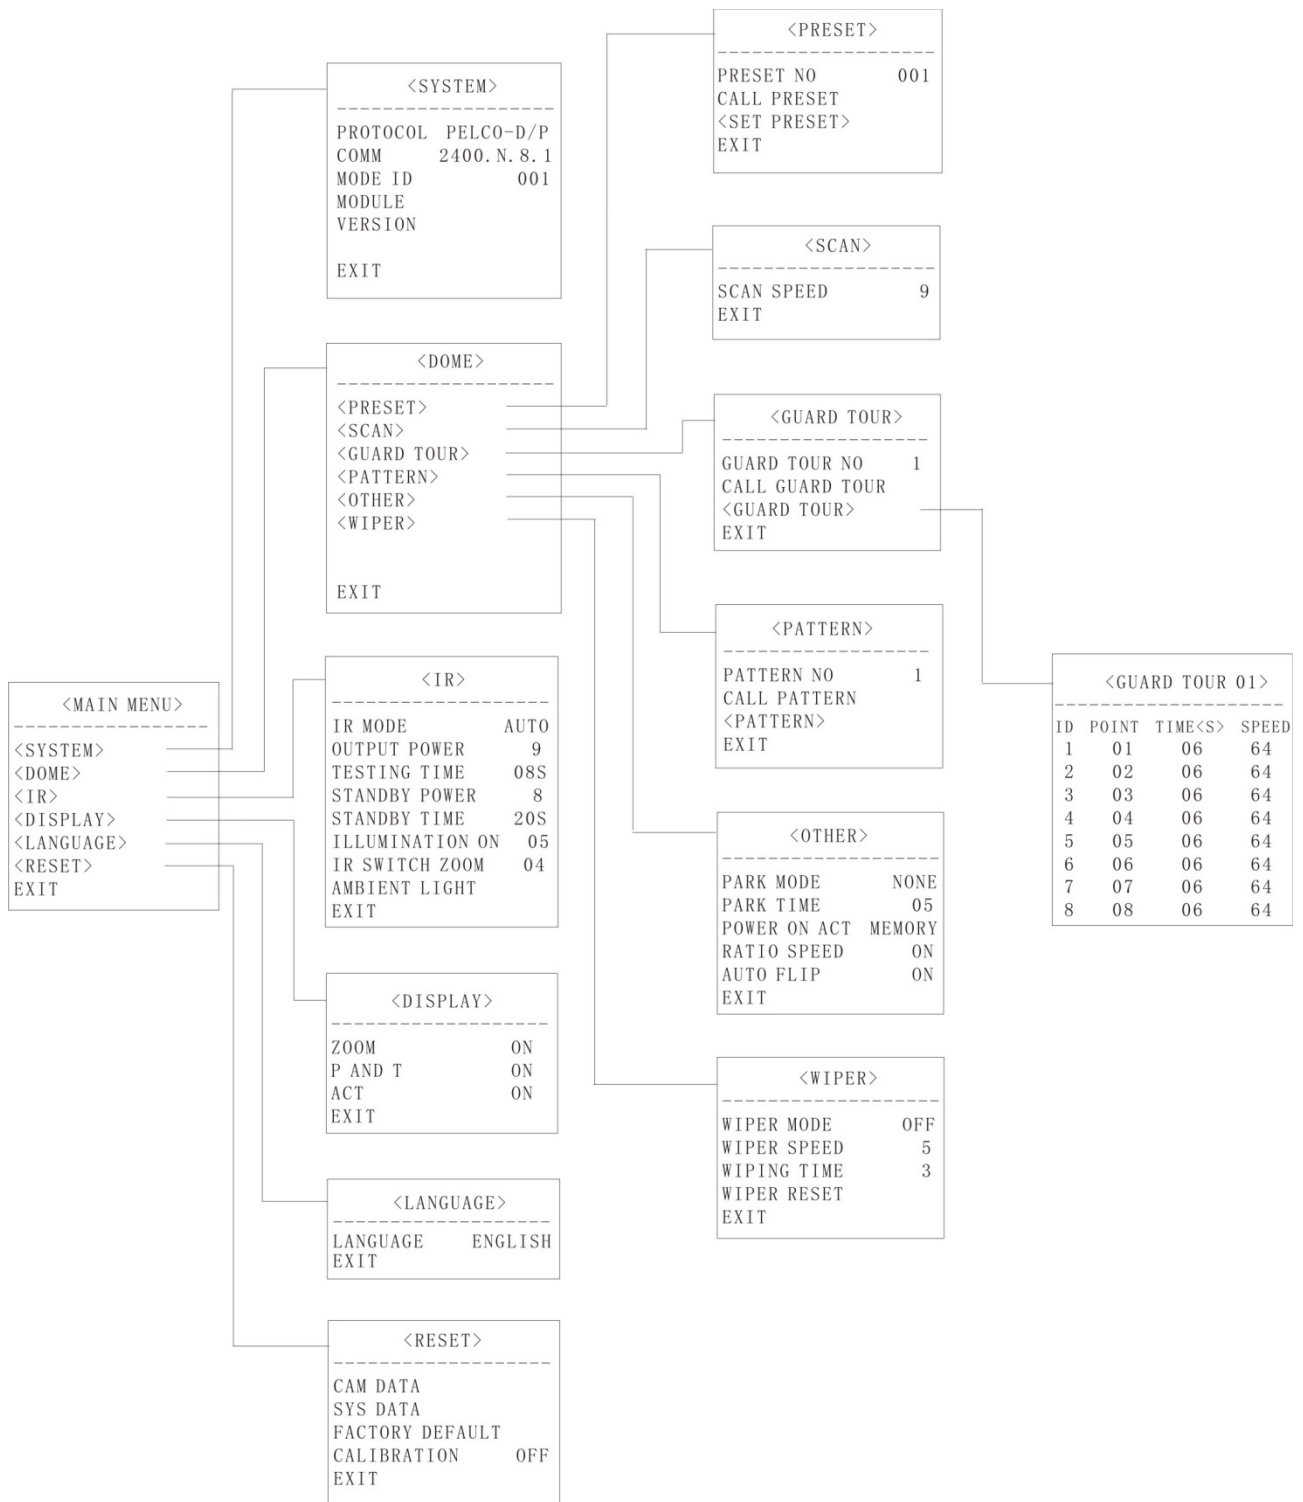 <MAIN MENU>
<SYSTEM>
<DOME>
<IR>
<DISPLAY>
<LANGUAGE>
<RESET>
EXIT
<SYSTEM>
PROTOCOL PELCO-D/P
COMM 2400.N.8.1
MODE ID 001
MODULE
VERSION
EXIT
<DOME>
<PRESET>
<SCAN>
<GUARD TOUR>
<PATTERN>
<OTHER>
<WIPER>
EXIT
<IR>
IR MODE AUTO
OUTPUT POWER 9
TESTING TIME 08S
STANDBY POWER 8
STANDBY TIME 20S
ILLUMINATION ON 05
IR SWITCH ZOOM 04
AMBIENT LIGHT
EXIT
<DISPLAY>
ZOOM ON
P AND T ON
ACT ON
EXIT
<LANGUAGE>
LANGUAGE ENGLISH
EXIT
<RESET>
CAM DATA
SYS DATA
FACTORY DEFAULT
CALIBRATION OFF
EXIT
<PRESET>
PRESET NO 001
CALL PRESET
<SET PRESET>
EXIT
<SCAN>
SCAN SPEED 9
EXIT
<GUARD TOUR>
GUARD TOUR NO 1
CALL GUARD TOUR
<GUARD TOUR>
EXIT
<PATTERN>
PATTERN NO 1
CALL PATTERN
<PATTERN>
EXIT
<OTHER>
PARK MODE NONE
PARK TIME 05
POWER ON ACT MEMORY
RATIO SPEED ON
AUTO FLIP ON
EXIT
<WIPER>
WIPER MODE OFF
WIPER SPEED 5
WIPING TIME 3
WIPER RESET
EXIT
<GUARD TOUR 01>
ID POINT TIME<S> SPEED
1 01 06 64
2 02 06 64
3 03 06 64
4 04 06 64
5 05 06 64
6 06 06 64
7 07 06 64
8 08 06 64